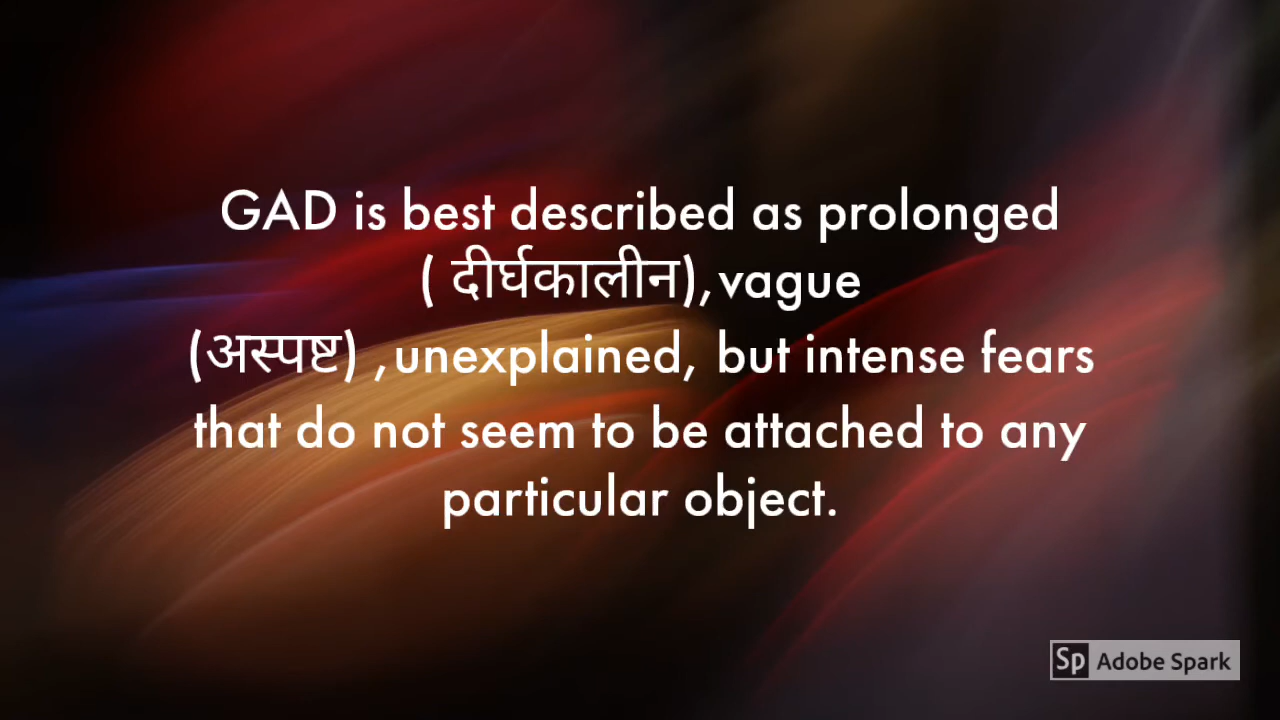 GAD is best described as prolonged
( दीर्घकालीन),vague
(अस्पष्ट) ,unexplained, but intense fears
that do not seem to be attached to any
particular object.
Sp Adobe Spark